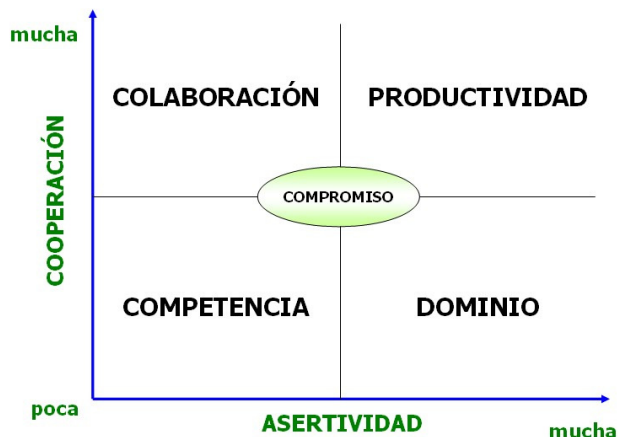 mucha
COLABORACIÓN PRODUCTIVIDAD
COOPERACIÓN
COMPROMISO
COMPETENCIA DOMINIO
poca
ASERTIVIDAD
mucha